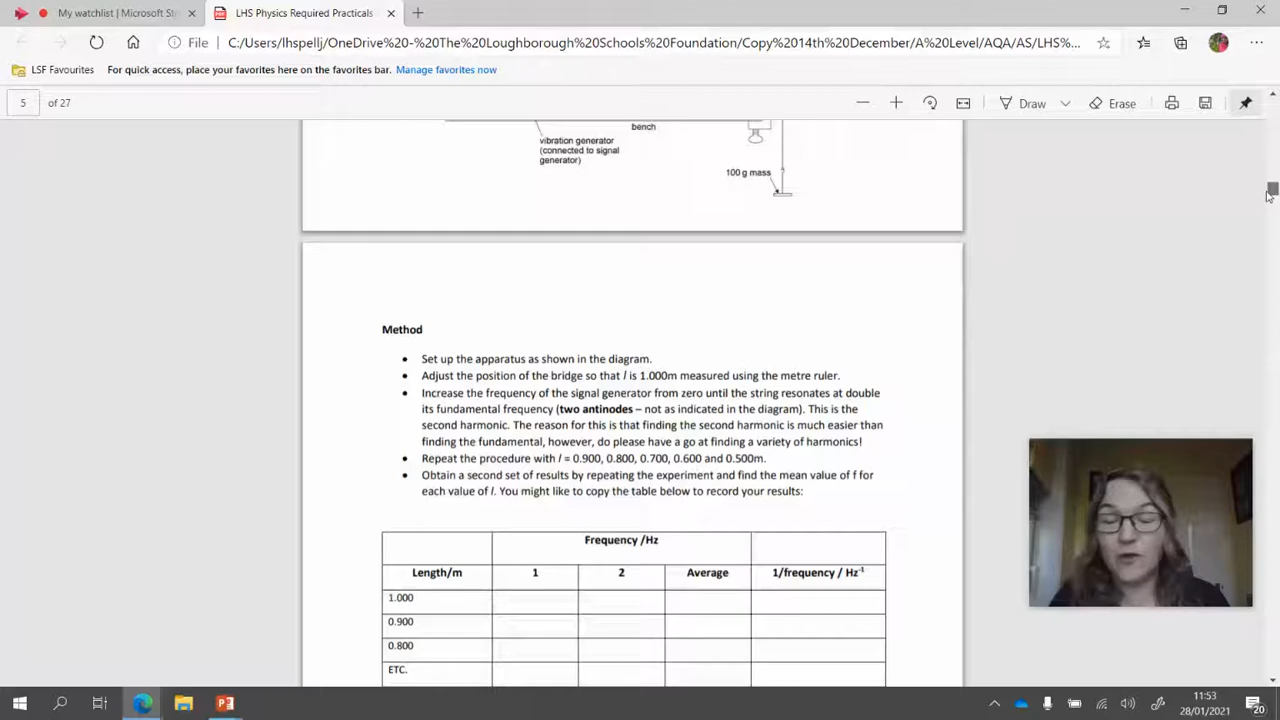 My watchlist | Microsoft St
LHS Physics Required Practicals
File
C:/Users/lhspellj/OneDrive%20-%20The%20Loughborough%20Schools%20Foundation/Copy%2014th%20December/A%20Level/AQA/AS/LHS%...
LSF Favourites
For quick access, place your favorites here on the favorites bar.
Manage favorites now
5
of 27
Draw
Erase
bench
vibration generator
(connected to signal
generator)
100 g mass
Method
• Set up the apparatus as shown in the diagram.
• Adjust the position of the bridge so that l is 1.000m measured using the metre ruler.
• Increase the frequency of the signal generator from zero until the string resonates at double
its fundamental frequency (two antinodes – not as indicated in the diagram). This is the
second harmonic. The reason for this is that finding the second harmonic is much easier than
finding the fundamental, however, do please have a go at finding a variety of harmonics!
• Repeat the procedure with l = 0.900, 0.800, 0.700, 0.600 and 0.500m.
• Obtain a second set of results by repeating the experiment and find the mean value of f for
each value of l. You might like to copy the table below to record your results:
Frequency /Hz
Length/m 1 2 Average 1/frequency / Hz⁻¹
1.000
0.900
0.800
ETC.
11:53
28/01/2021
20